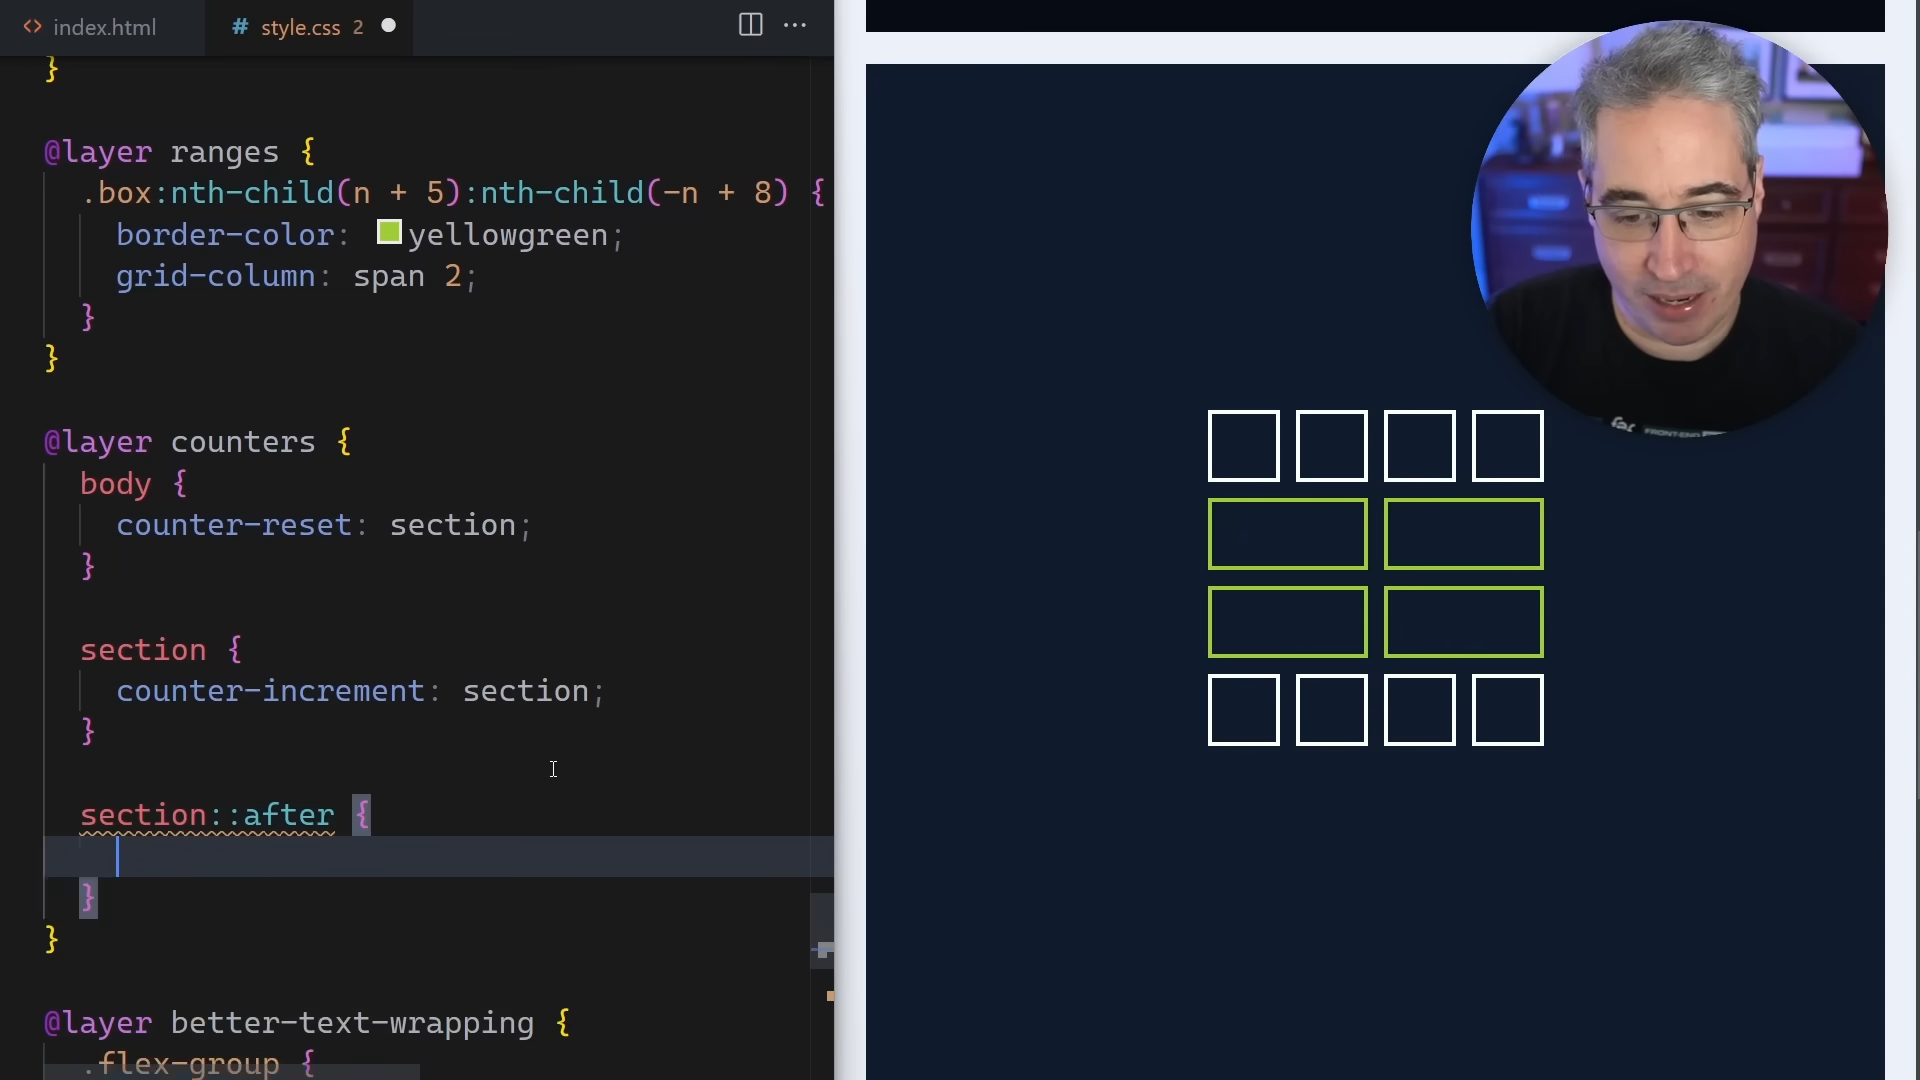 index.html
style.css 2
}
@layer ranges {
.box:nth-child(n + 5):nth-child(-n + 8) {
border-color: yellowgreen;
grid-column: span 2;
}
}
@layer counters {
body {
counter-reset: section;
}
section {
counter-increment: section;
}
section::after {
}
}
@layer better-text-wrapping {
.flex-group {
FRONT-END